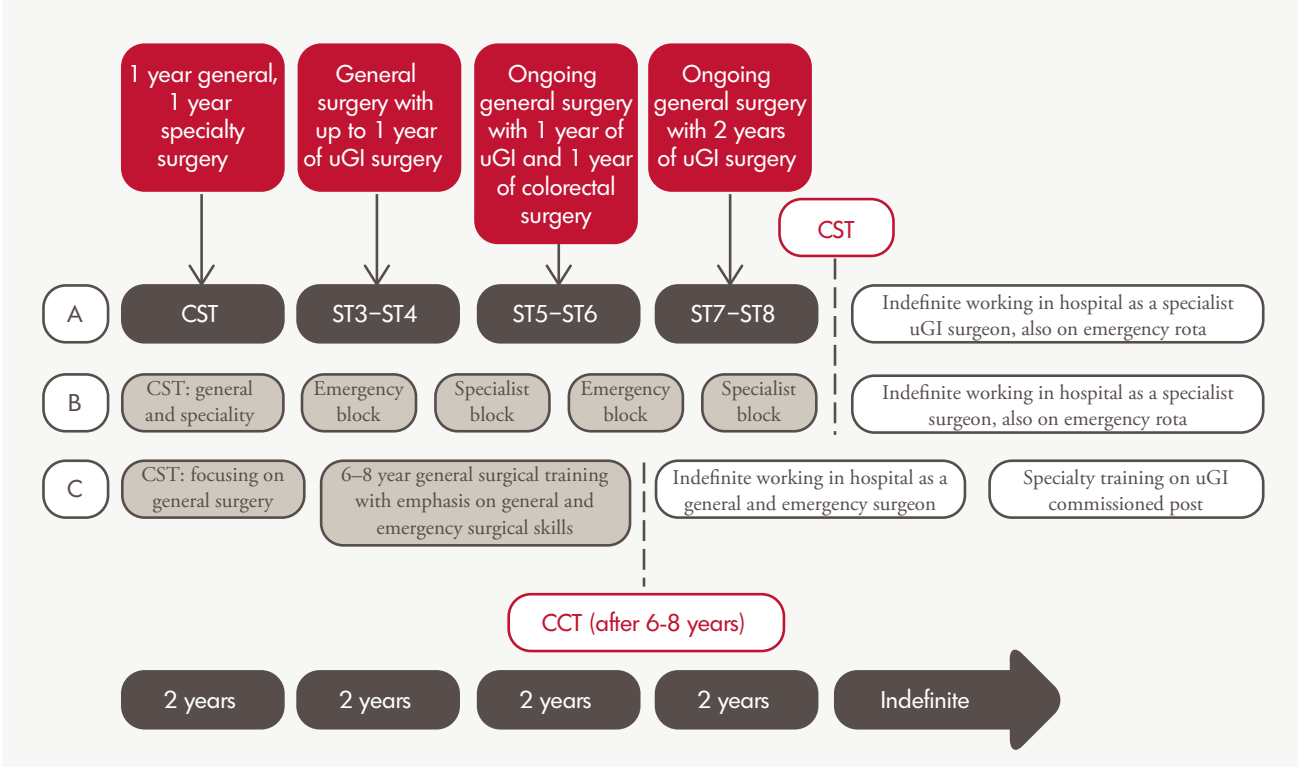 1 year general,
1 year
specialty
surgery
General
surgery with
up to 1 year
of uGI surgery
Ongoing
general surgery
with 1 year of
uGI and 1 year
of colorectal
surgery
Ongoing
general surgery
with 2 years
of uGI surgery
CST
A
CST
ST3–ST4
ST5–ST6
ST7–ST8
Indefinite working in hospital as a specialist
uGI surgeon, also on emergency rota
B
CST: general
and speciality
Emergency
block
Specialist
block
Emergency
block
Specialist
block
Indefinite working in hospital as a specialist
surgeon, also on emergency rota
C
CST: focusing on
general surgery
6–8 year general surgical training
with emphasis on general and
emergency surgical skills
Indefinite working in hospital as a
general and emergency surgeon
Specialty training on uGI
commissioned post
CCT (after 6-8 years)
2 years
2 years
2 years
2 years
Indefinite